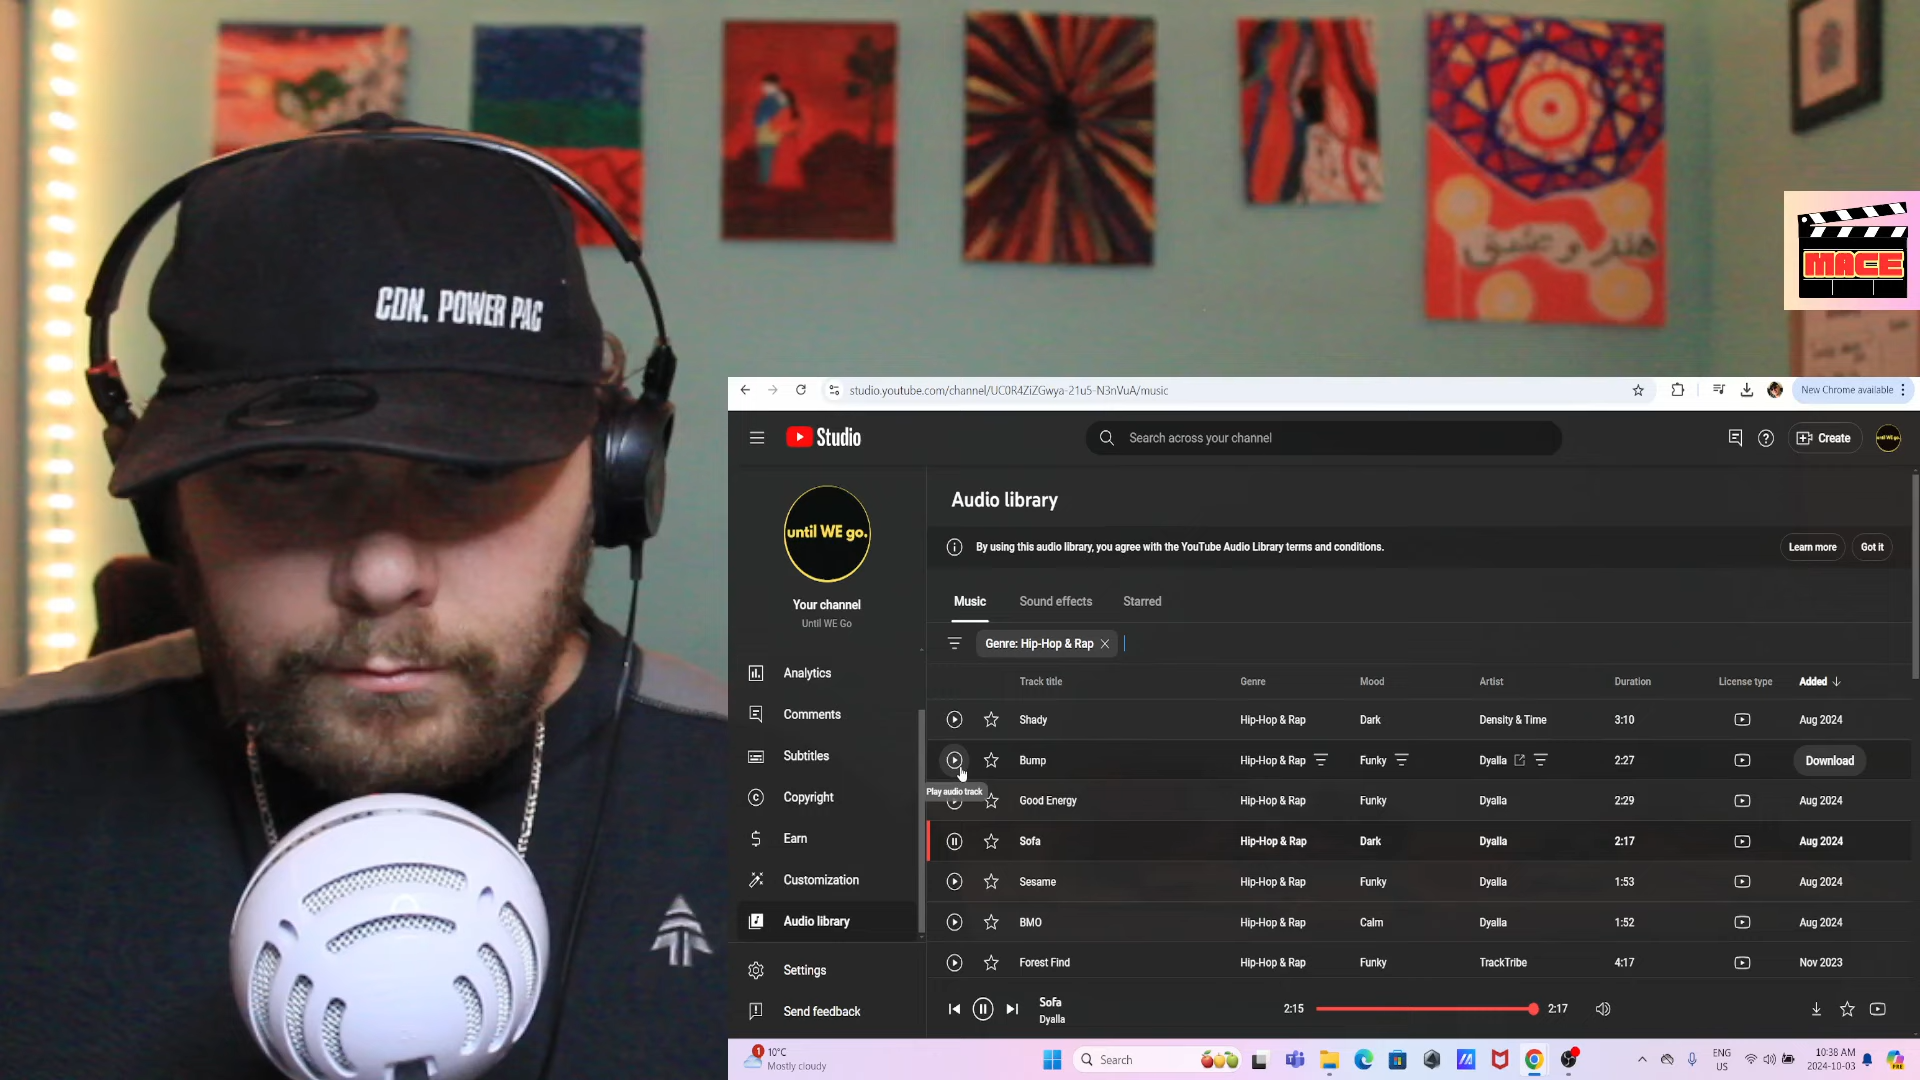 CDN. POWER PAC
هند و عشق
MACE
studio.youtube.com/channel/UC0R4ZiZGwya-21u5-N3nVuA/music
New Chrome available
Studio
Search across your channel
Create
until WE go.
Your channel
Until WE Go
Analytics
Comments
Subtitles
Copyright
Earn
Customization
Audio library
Settings
Send feedback
Audio library
By using this audio library, you agree with the YouTube Audio Library terms and conditions.
Learn more
Got it
Music Sound effects Starred
Genre: Hip-Hop & Rap
Track title Genre Mood Artist Duration License type Added
Shady Hip-Hop & Rap Dark Density & Time 3:10 Aug 2024
Bump Hip-Hop & Rap Funky Dyalla 2:27 Download
Play audio track
Good Energy Hip-Hop & Rap Funky Dyalla 2:29 Aug 2024
Sofa Hip-Hop & Rap Dark Dyalla 2:17 Aug 2024
Sesame Hip-Hop & Rap Funky Dyalla 1:53 Aug 2024
BMO Hip-Hop & Rap Calm Dyalla 1:52 Aug 2024
Forest Find Hip-Hop & Rap Funky TrackTribe 4:17 Nov 2023
Sofa
Dyalla
2:15 2:17
1
10°C
Mostly cloudy
Search
ENG
US
10:38 AM
2024-10-03
PRE